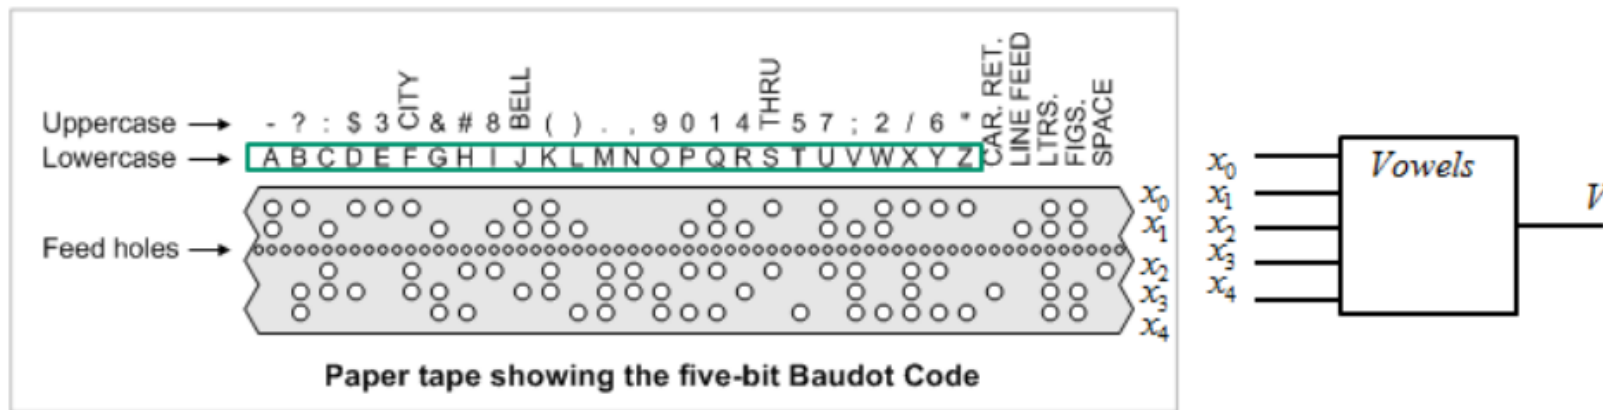 CITY BELL THRU CAR. RET. LINE FEED LTRS. FIGS. SPACE
Uppercase - ? : $ 3 & # 8 ( ) . , 9 0 1 4 5 7 ; 2 / 6 "
Lowercase A B C D E F G H I J K L M N O P Q R S T U V W X Y Z
x0
x1
Feed holes
x2
x3
x4
Paper tape showing the five-bit Baudot Code
Vowels
x0
x1
x2
x3
x4
V